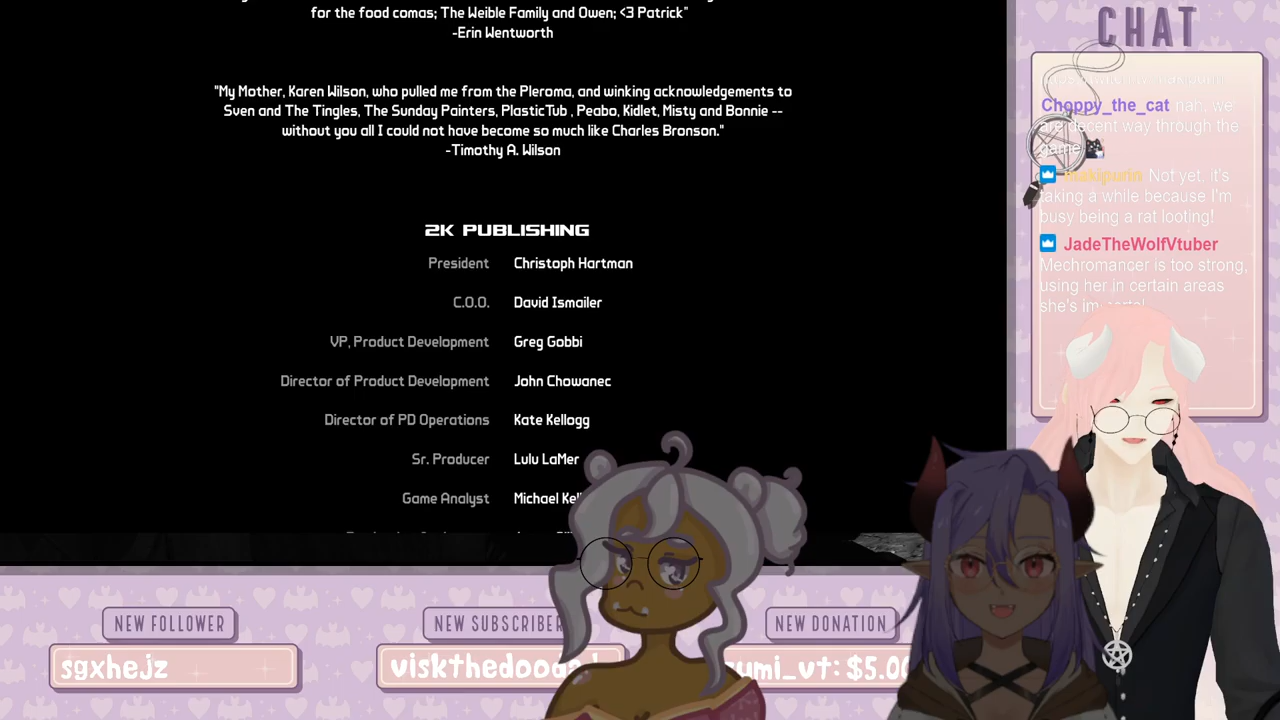 for the food comas; The Weible Family and Owen; <3 Patrick"
-Erin Wentworth
"My Mother, Karen Wilson, who pulled me from the Pleroma, and winking acknowledgements to
Sven and The Tingles, The Sunday Painters, PlasticTub , Peabo, Kidlet, Misty and Bonnie --
without you all I could not have become so much like Charles Bronson."
-Timothy A. Wilson
2K PUBLISHING
President Christoph Hartman
C.O.O. David Ismailer
VP, Product Development Greg Gobbi
Director of Product Development John Chowanec
Director of PD Operations Kate Kellogg
Sr. Producer Lulu LaMer
Game Analyst Michael
CHAT
Choppy_the_cat nah, we
are decent way through the
game
makipurin Not yet, it's
taking a while because I'm
busy being a rat looting!
JadeTheWolfVtuber
Mechromancer is too strong,
using her in certain areas
she's
NEW FOLLOWER
sgxhejz
NEW SUBSCRIBER
NEW DONATION
$5.00